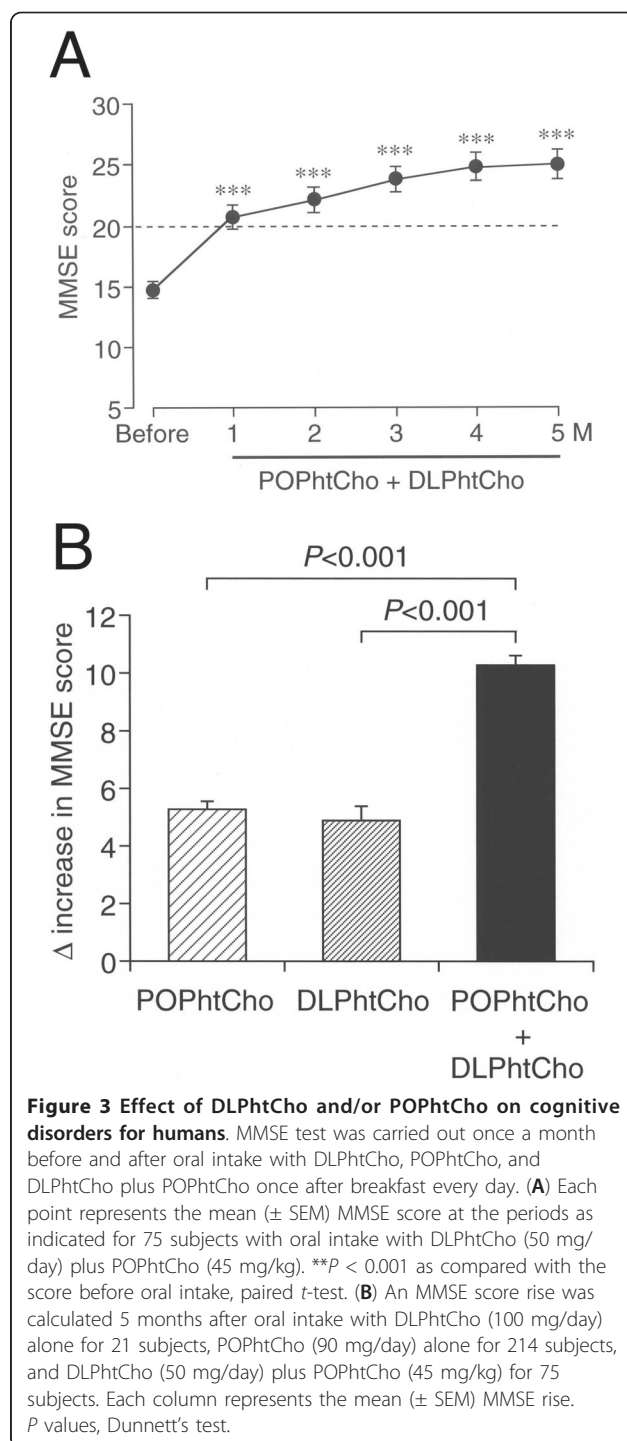 A
MMSE score
30
25
20
15
10
5
*** *** *** *** ***
Before 1 2 3 4 5 M
POPhtCho + DLPhtCho
B
P<0.001
P<0.001
Δ increase in MMSE score
12
10
8
6
4
2
0
POPhtCho DLPhtCho POPhtCho
+
DLPhtCho
Figure 3 Effect of DLPhtCho and/or POPhtCho on cognitive
disorders for humans. MMSE test was carried out once a month
before and after oral intake with DLPhtCho, POPhtCho, and
DLPhtCho plus POPhtCho once after breakfast every day. (A) Each
point represents the mean (± SEM) MMSE score at the periods as
indicated for 75 subjects with oral intake with DLPhtCho (50 mg/
day) plus POPhtCho (45 mg/kg). **P < 0.001 as compared with the
score before oral intake, paired t-test. (B) An MMSE score rise was
calculated 5 months after oral intake with DLPhtCho (100 mg/day)
alone for 21 subjects, POPhtCho (90 mg/day) alone for 214 subjects,
and DLPhtCho (50 mg/day) plus POPhtCho (45 mg/kg) for 75
subjects. Each column represents the mean (± SEM) MMSE rise.
P values, Dunnett's test.